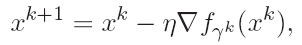 $x^{k+1} = x^k - \eta \nabla f_{\gamma^k}(x^k),$